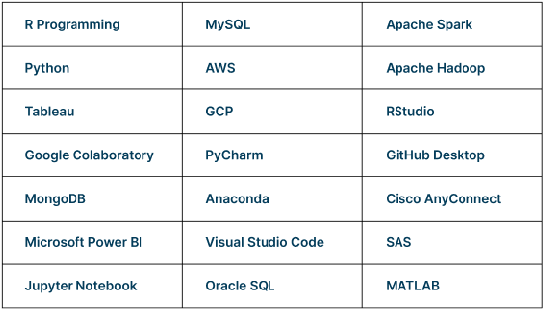 R Programming MySQL Apache Spark
Python AWS Apache Hadoop
Tableau GCP RStudio
Google Colaboratory PyCharm GitHub Desktop
MongoDB Anaconda Cisco AnyConnect
Microsoft Power BI Visual Studio Code SAS
Jupyter Notebook Oracle SQL MATLAB